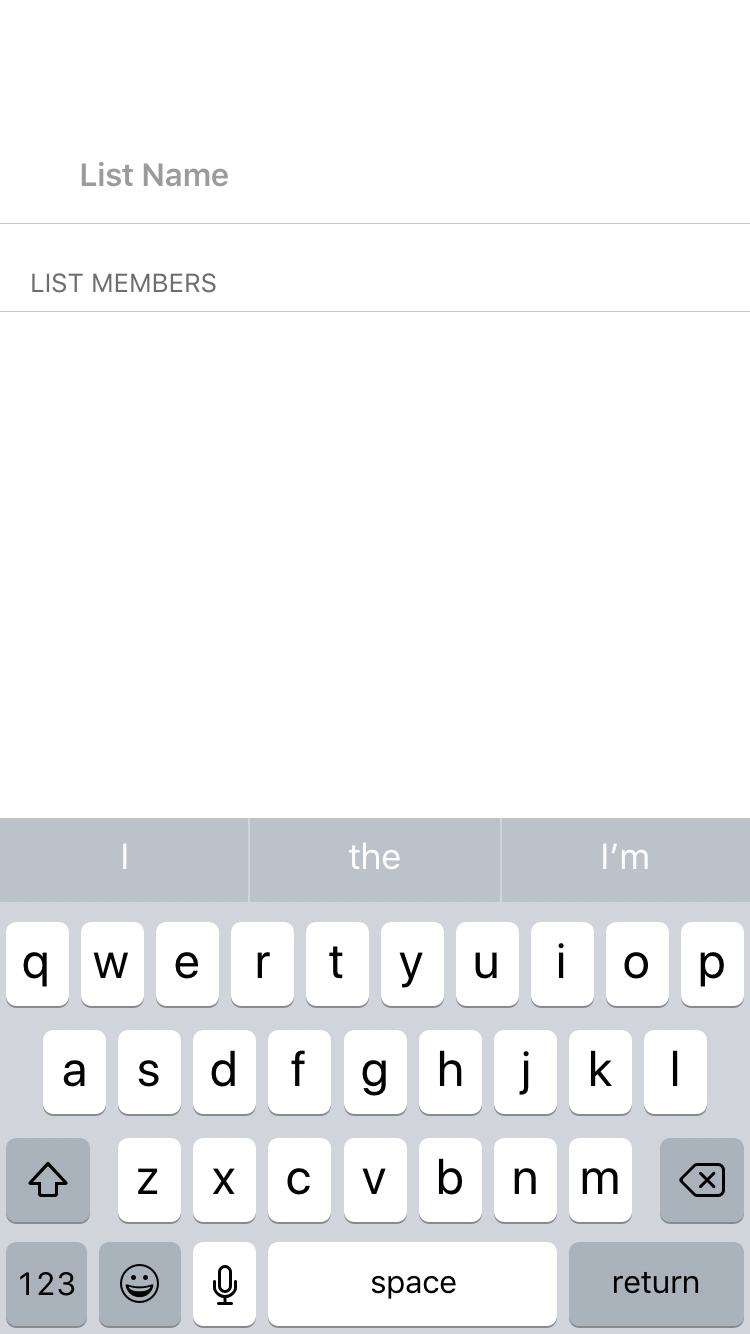 List Name
LIST MEMBERS
I the I’m
q w e r t y u i o p
a s d f g h j k l
z x c v b n m
123 space return